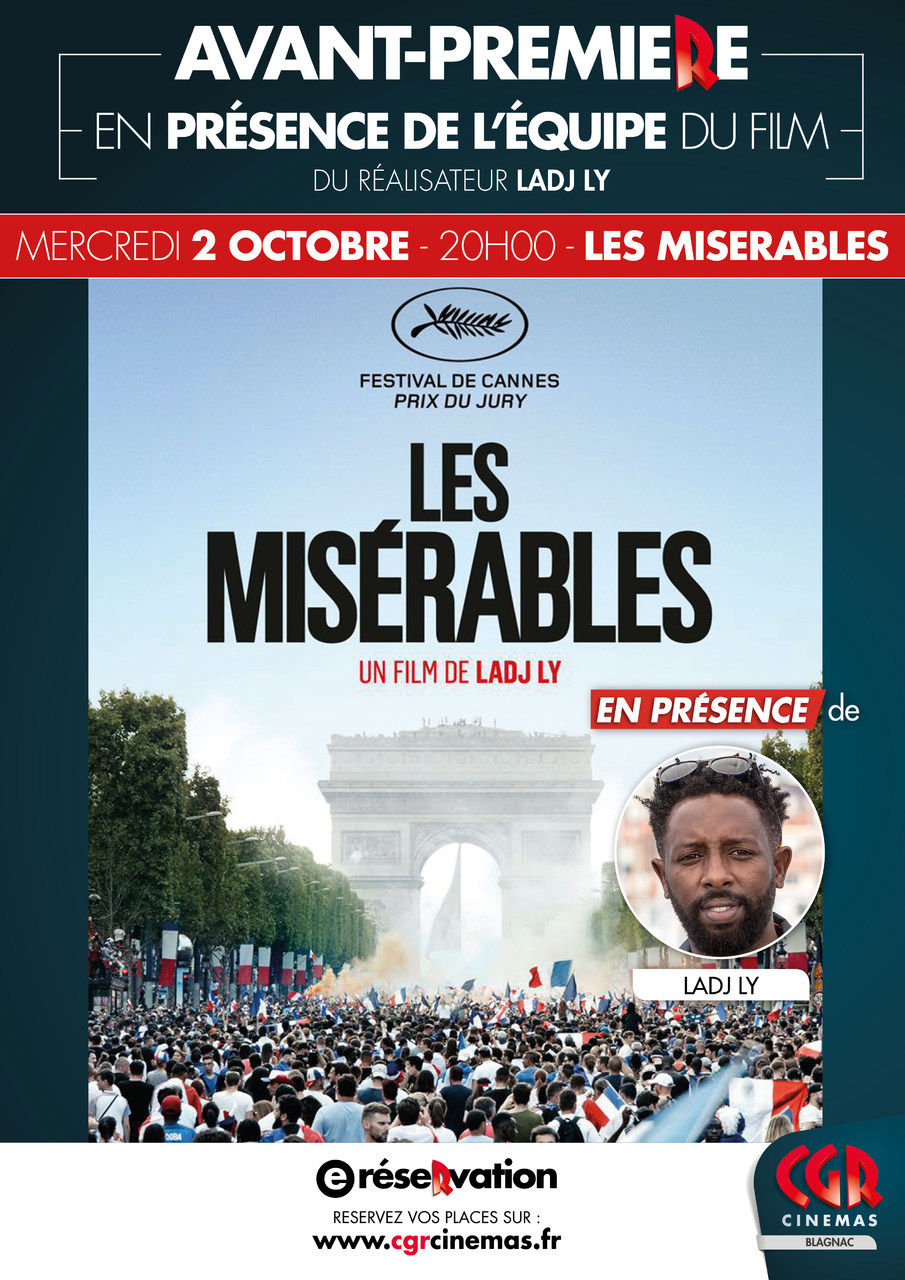 AVANT-PREMIERE
EN PRÉSENCE DE L'ÉQUIPE DU FILM
DU RÉALISATEUR LADJ LY
MERCREDI 2 OCTOBRE - 20H00 - LES MISERABLES
FESTIVAL DE CANNES
PRIX DU JURY
LES
MISÉRABLES
UN FILM DE LADJ LY
EN PRÉSENCE de
LADJ LY
OGBA
e réseRvation
RESERVEZ VOS PLACES SUR :
www.cgrcinemas.fr
CGR
CINEMAS
BLAGNAC